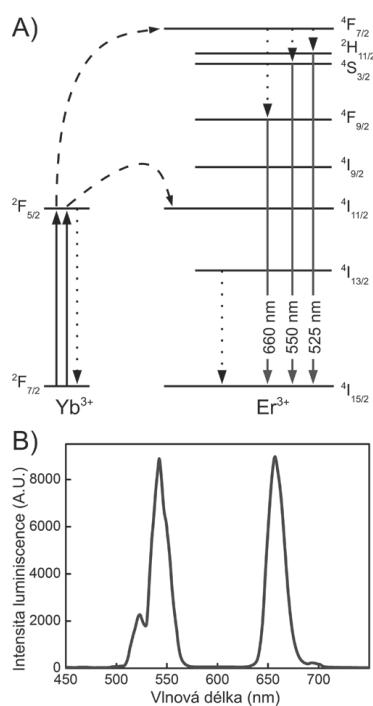 A)
⁴F₇/₂
²H₁₁/₂
⁴S₃/₂
⁴F₉/₂
⁴I₉/₂
²F₅/₂
⁴I₁₁/₂
⁴I₁₃/₂
660 nm
550 nm
525 nm
²F₇/₂
⁴I₁₅/₂
Yb³⁺
Er³⁺
B)
Intensita luminiscence (A.U.)
8000
6000
4000
2000
0
450 500 550 600 650 700
Vlnová délka (nm)